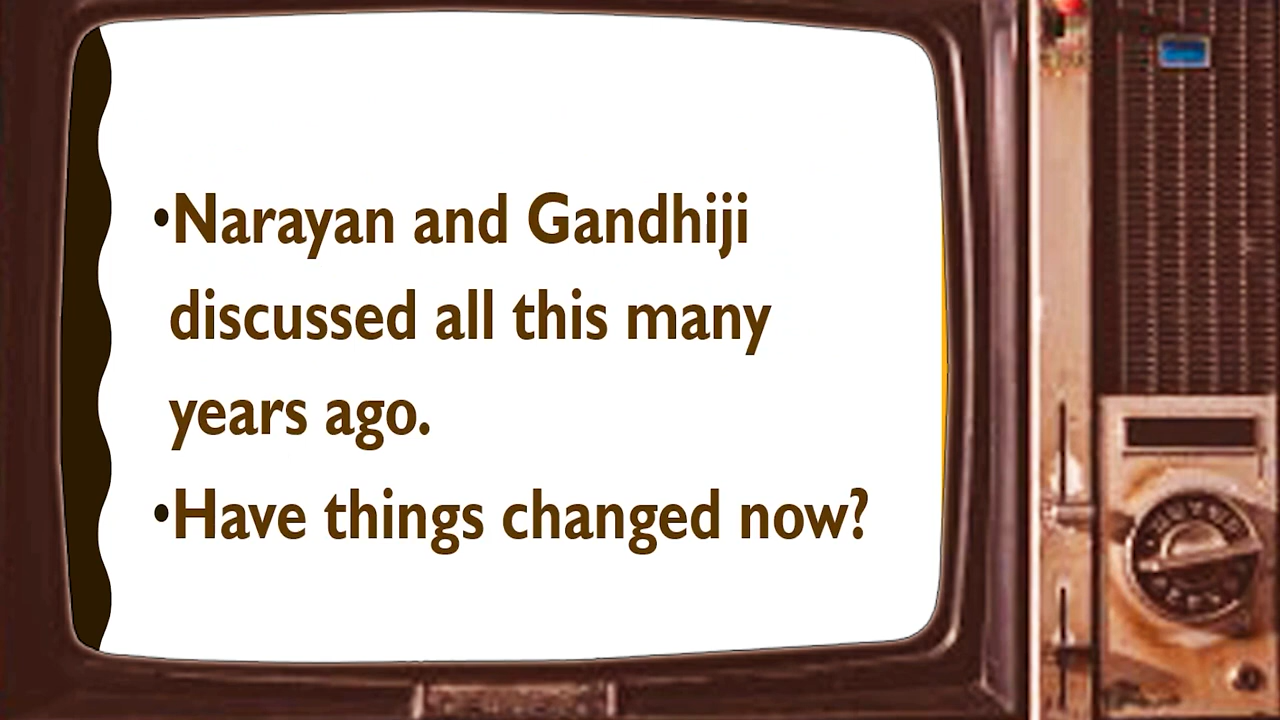 •Narayan and Gandhiji
discussed all this many
years ago.
•Have things changed now?